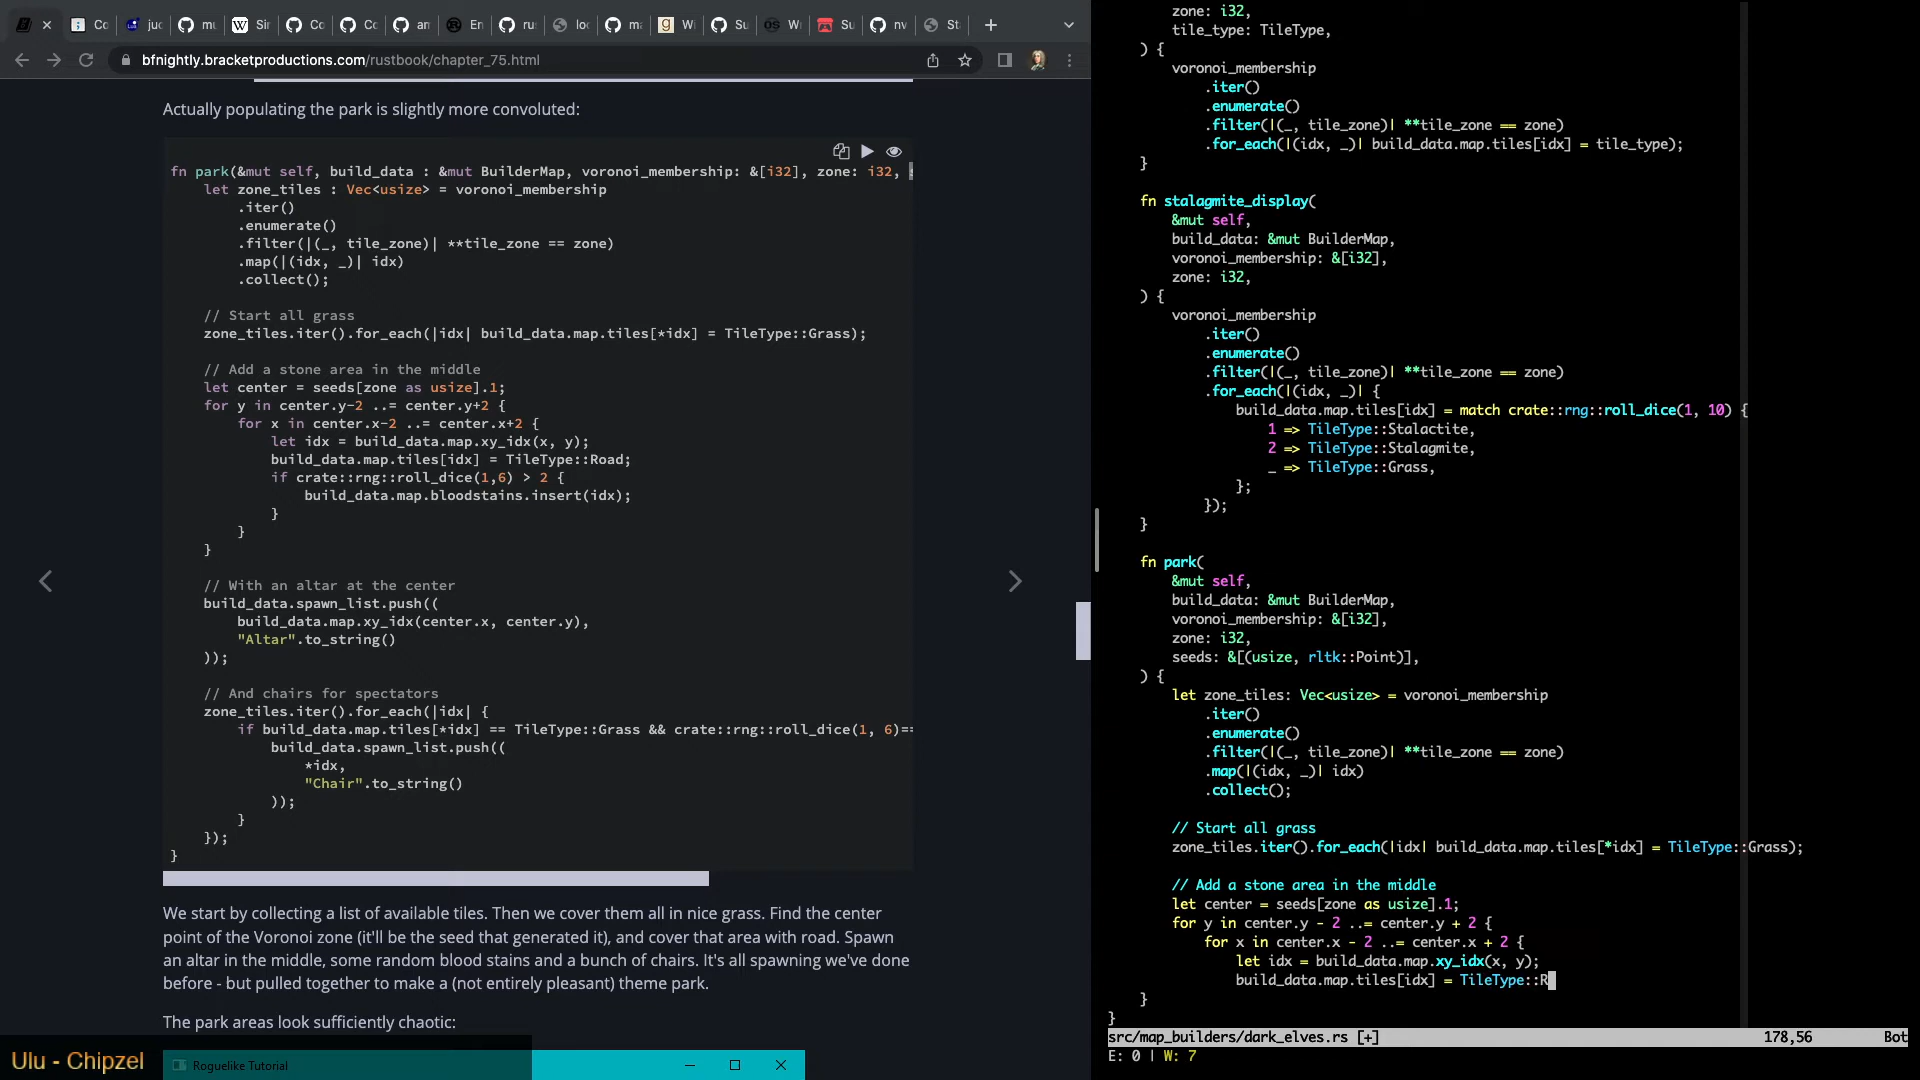 Co
juc
mu
Sir
Co
Co
am
En
rus
loc
ma
Wi
Su
Wr
Su
nv
St
bfnightly.bracketproductions.com/rustbook/chapter_75.html
Actually populating the park is slightly more convoluted:
fn park(&mut self, build_data : &mut BuilderMap, voronoi_membership: &[i32], zone: i32,
    let zone_tiles : Vec<usize> = voronoi_membership
        .iter()
        .enumerate()
        .filter(|(_, tile_zone)| **tile_zone == zone)
        .map(|(idx, _)| idx)
        .collect();
    // Start all grass
    zone_tiles.iter().for_each(|idx| build_data.map.tiles[*idx] = TileType::Grass);
    // Add a stone area in the middle
    let center = seeds[zone as usize].1;
    for y in center.y-2 ..= center.y+2 {
        for x in center.x-2 ..= center.x+2 {
            let idx = build_data.map.xy_idx(x, y);
            build_data.map.tiles[idx] = TileType::Road;
            if crate::rng::roll_dice(1,6) > 2 {
                build_data.map.bloodstains.insert(idx);
            }
        }
    }
    // With an altar at the center
    build_data.spawn_list.push((
        build_data.map.xy_idx(center.x, center.y),
        "Altar".to_string()
    ));
    // And chairs for spectators
    zone_tiles.iter().for_each(|idx| {
        if build_data.map.tiles[*idx] == TileType::Grass && crate::rng::roll_dice(1, 6)==
            build_data.spawn_list.push((
                *idx,
                "Chair".to_string()
            ));
        }
    });
}
We start by collecting a list of available tiles. Then we cover them all in nice grass. Find the center
point of the Voronoi zone (it'll be the seed that generated it), and cover that area with road. Spawn
an altar in the middle, some random blood stains and a bunch of chairs. It's all spawning we've done
before - but pulled together to make a (not entirely pleasant) theme park.
The park areas look sufficiently chaotic:
Ulu - Chipzel
Roguelike Tutorial
        zone: i32,
        tile_type: TileType,
    ) {
        voronoi_membership
            .iter()
            .enumerate()
            .filter(|(_, tile_zone)| **tile_zone == zone)
            .for_each(|(idx, _)| build_data.map.tiles[idx] = tile_type);
    }
    fn stalagmite_display(
        &mut self,
        build_data: &mut BuilderMap,
        voronoi_membership: &[i32],
        zone: i32,
    ) {
        voronoi_membership
            .iter()
            .enumerate()
            .filter(|(_, tile_zone)| **tile_zone == zone)
            .for_each(|(idx, _)| {
                build_data.map.tiles[idx] = match crate::rng::roll_dice(1, 10) {
                    1 => TileType::Stalactite,
                    2 => TileType::Stalagmite,
                    _ => TileType::Grass,
                };
            });
    }
    fn park(
        &mut self,
        build_data: &mut BuilderMap,
        voronoi_membership: &[i32],
        zone: i32,
        seeds: &[(usize, rltk::Point)],
    ) {
        let zone_tiles: Vec<usize> = voronoi_membership
            .iter()
            .enumerate()
            .filter(|(_, tile_zone)| **tile_zone == zone)
            .map(|(idx, _)| idx)
            .collect();
        // Start all grass
        zone_tiles.iter().for_each(|idx| build_data.map.tiles[*idx] = TileType::Grass);
        // Add a stone area in the middle
        let center = seeds[zone as usize].1;
        for y in center.y - 2 ..= center.y + 2 {
            for x in center.x - 2 ..= center.x + 2 {
                let idx = build_data.map.xy_idx(x, y);
                build_data.map.tiles[idx] = TileType::R
    }
}
src/map_builders/dark_elves.rs [+] 178,56 Bot
E: 0 | W: 7